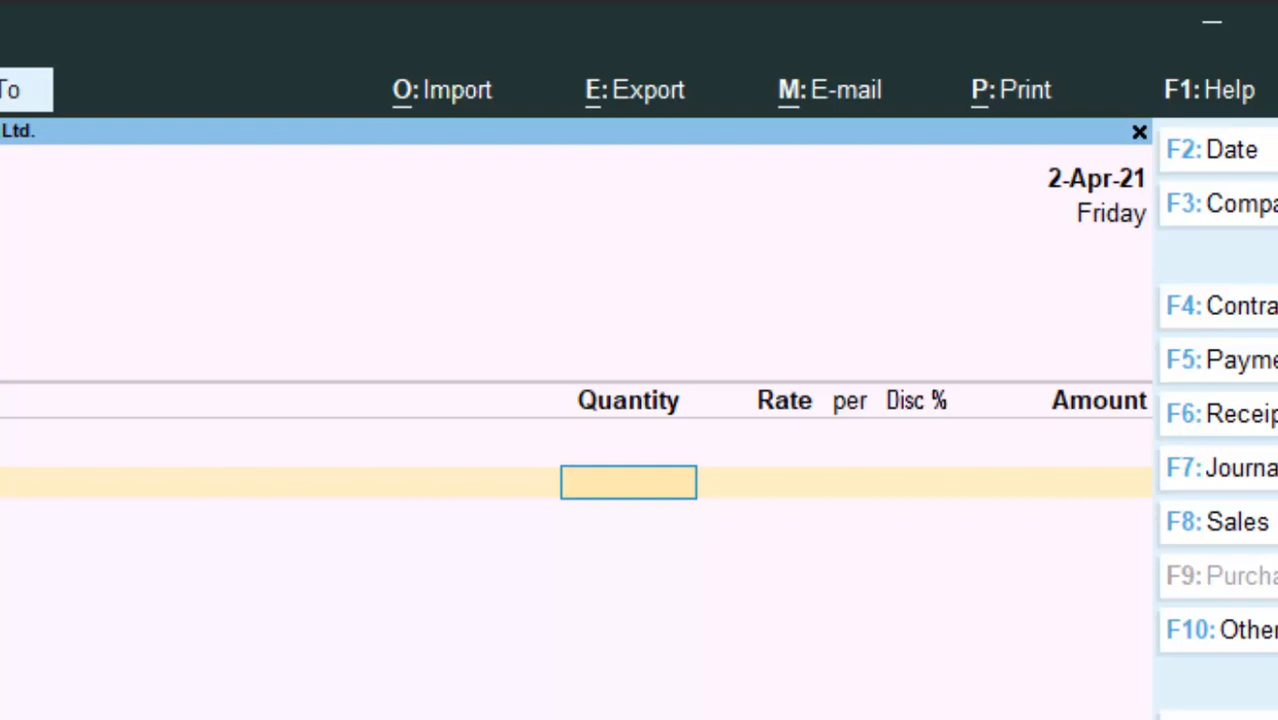 To O: Import E: Export M: E-mail P: Print F1: Help
Ltd.
F2: Date
2-Apr-21
F3: Compa
Friday
F4: Contra
F5: Payme
Quantity Rate per Disc % Amount
F6: Receip
F7: Journa
F8: Sales
F9: Purcha
F10: Other